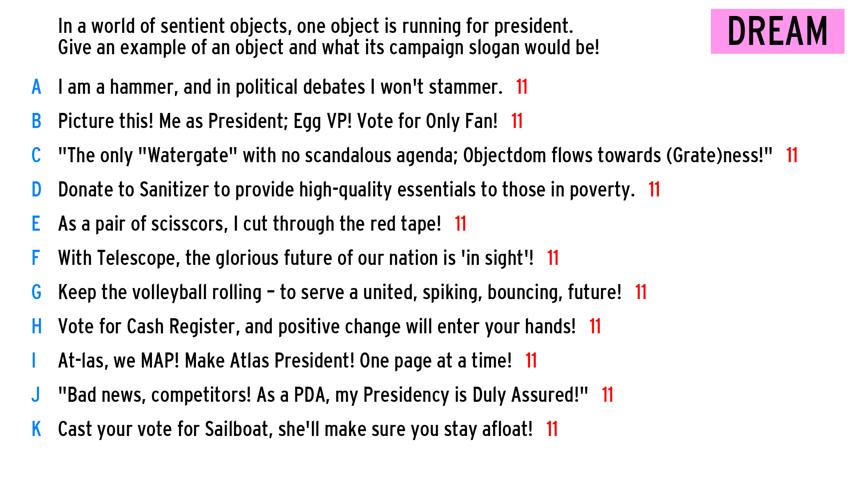 In a world of sentient objects, one object is running for president.
Give an example of an object and what its campaign slogan would be!
DREAM
A I am a hammer, and in political debates I won't stammer. 11
B Picture this! Me as President; Egg VP! Vote for Only Fan! 11
C "The only "Watergate" with no scandalous agenda; Objectdom flows towards (Grate)ness!" 11
D Donate to Sanitizer to provide high-quality essentials to those in poverty. 11
E As a pair of scisscors, I cut through the red tape! 11
F With Telescope, the glorious future of our nation is 'in sight'! 11
G Keep the volleyball rolling – to serve a united, spiking, bouncing, future! 11
H Vote for Cash Register, and positive change will enter your hands! 11
I At-las, we MAP! Make Atlas President! One page at a time! 11
J "Bad news, competitors! As a PDA, my Presidency is Duly Assured!" 11
K Cast your vote for Sailboat, she'll make sure you stay afloat! 11